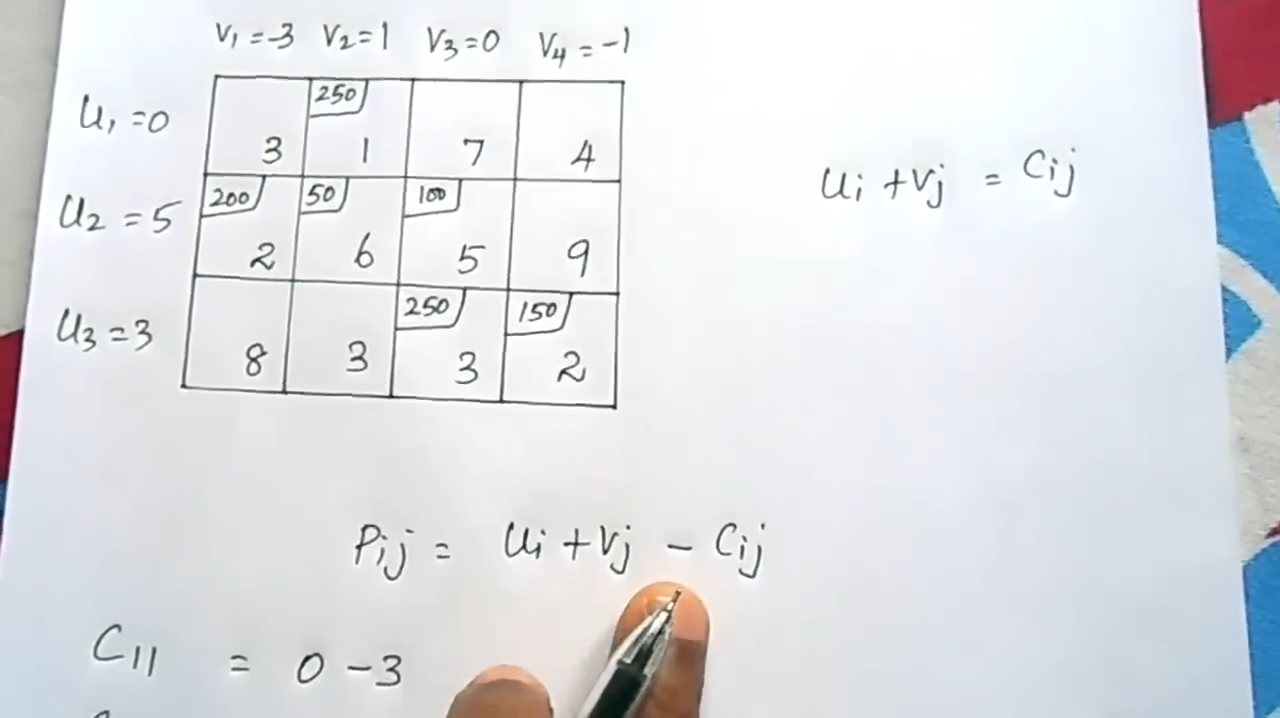 V₁ = -3 V₂ = 1 V₃ = 0 V₄ = -1
U₁ = 0
250
3 1 7 4
U₂ = 5
200 50 100
2 6 5 9
U₃ = 3
250 150
8 3 3 2
Ui + Vj = Cij
Pij = Ui + Vj - Cij
C₁₁ = 0 - 3